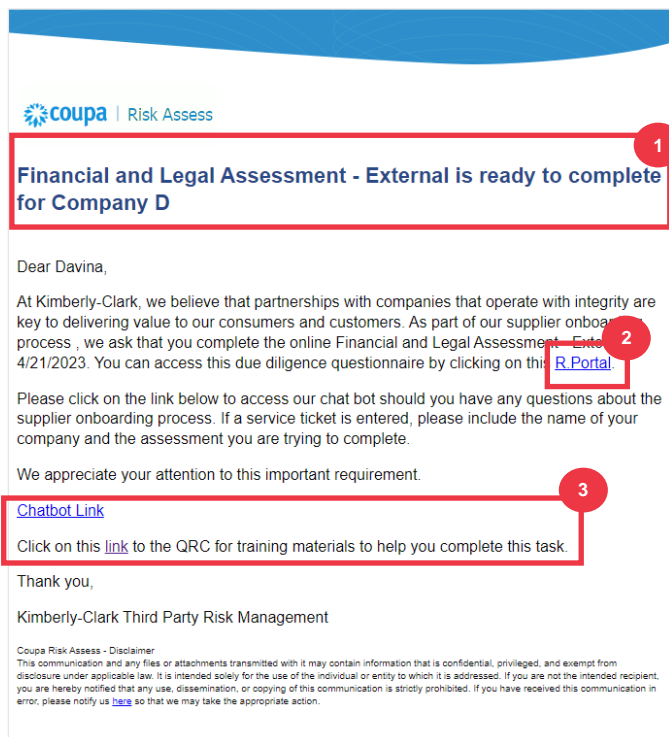 coupa | Risk Assess
1
Financial and Legal Assessment - External is ready to complete
for Company D
Dear Davina,
At Kimberly-Clark, we believe that partnerships with companies that operate with integrity are
key to delivering value to our consumers and customers. As part of our supplier
process , we ask that you complete the online Financial and Legal Assessment -
2
4/21/2023. You can access this due diligence questionnaire by clicking on this R.Portal.
Please click on the link below to access our chat bot should you have any questions about the
supplier onboarding process. If a service ticket is entered, please include the name of your
company and the assessment you are trying to complete.
We appreciate your attention to this important requirement.
3
Chatbot Link
Click on this link to the QRC for training materials to help you complete this task.
Thank you,
Kimberly-Clark Third Party Risk Management
Coupa Risk Assess - Disclaimer
This communication and any files or attachments transmitted with it may contain information that is confidential, privileged, and exempt from
disclosure under applicable law. It is intended solely for the use of the individual or entity to which it is addressed. If you are not the intended recipient,
you are hereby notified that any use, dissemination, or copying of this communication is strictly prohibited. If you have received this communication in
error, please notify us here so that we may take the appropriate action.